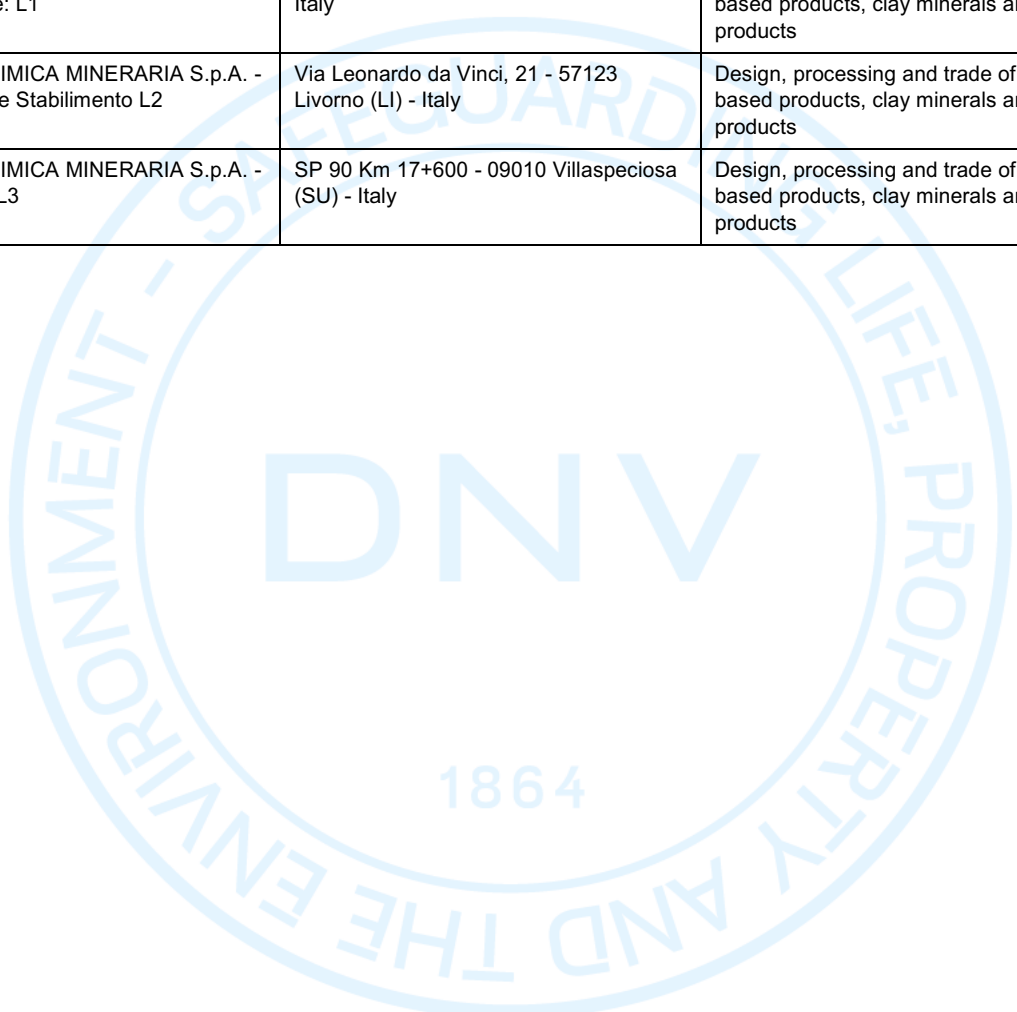 e: L1
Italy
based products, clay minerals
products
IMICA MINERARIA S.p.A. -
e Stabilimento L2
Via Leonardo da Vinci, 21 - 57123
Livorno (LI) - Italy
Design, processing and trade of
based products, clay minerals
products
IMICA MINERARIA S.p.A. -
L3
SP 90 Km 17+600 - 09010 Villaspeciosa
(SU) - Italy
Design, processing and trade of
based products, clay minerals
products
SAFEGUARDING LIFE, PROPERTY AND THE ENVIRONMENT -
DNV
1864